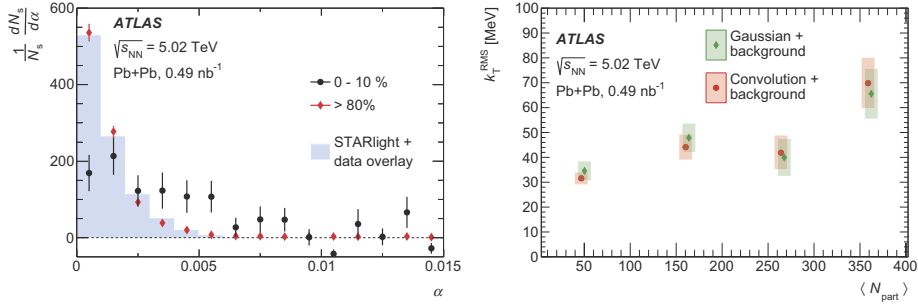 1/N_s dN_s/dα
600
400
200
0
ATLAS
√s_NN = 5.02 TeV
Pb+Pb, 0.49 nb⁻¹
0 - 10 %
> 80%
STARlight +
data overlay
0
0.005
0.01
0.015
α
k_T^RMS [MeV]
100
90
80
70
60
50
40
30
20
10
0
ATLAS
√s_NN = 5.02 TeV
Pb+Pb, 0.49 nb⁻¹
Gaussian +
background
Convolution +
background
50
100
150
200
250
300
350
400
⟨ N_part ⟩